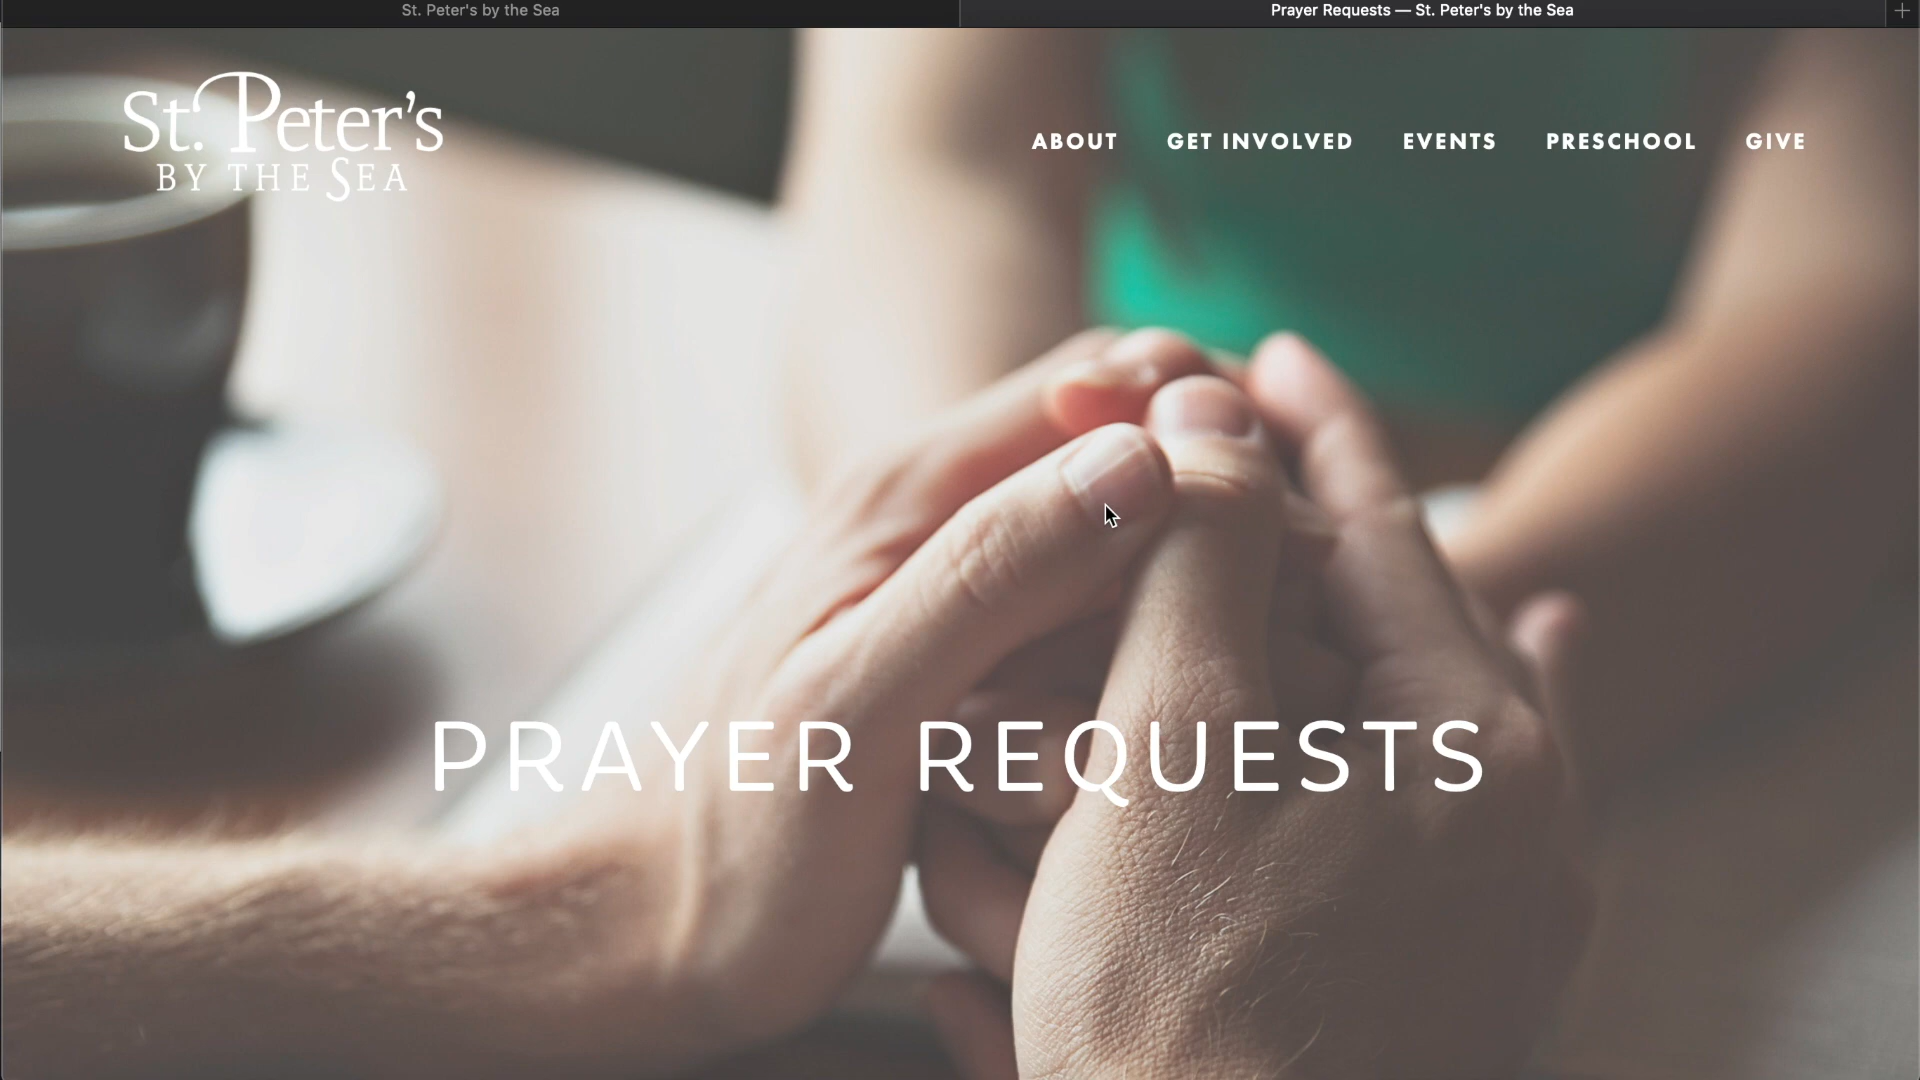 St. Peter's by the Sea
Prayer Requests — St. Peter's by the Sea
St. Peter's
BY THE SEA
ABOUT
GET INVOLVED
EVENTS
PRESCHOOL
GIVE
PRAYER REQUESTS